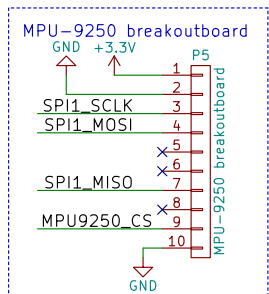 MPU-9250 breakoutboard
GND
+3.3V
P5
1
2
SPI1_SCLK 3
SPI1_MOSI 4
5
6
SPI1_MISO 7
8
MPU9250_CS 9
10
GND
MPU-9250 breakoutboard